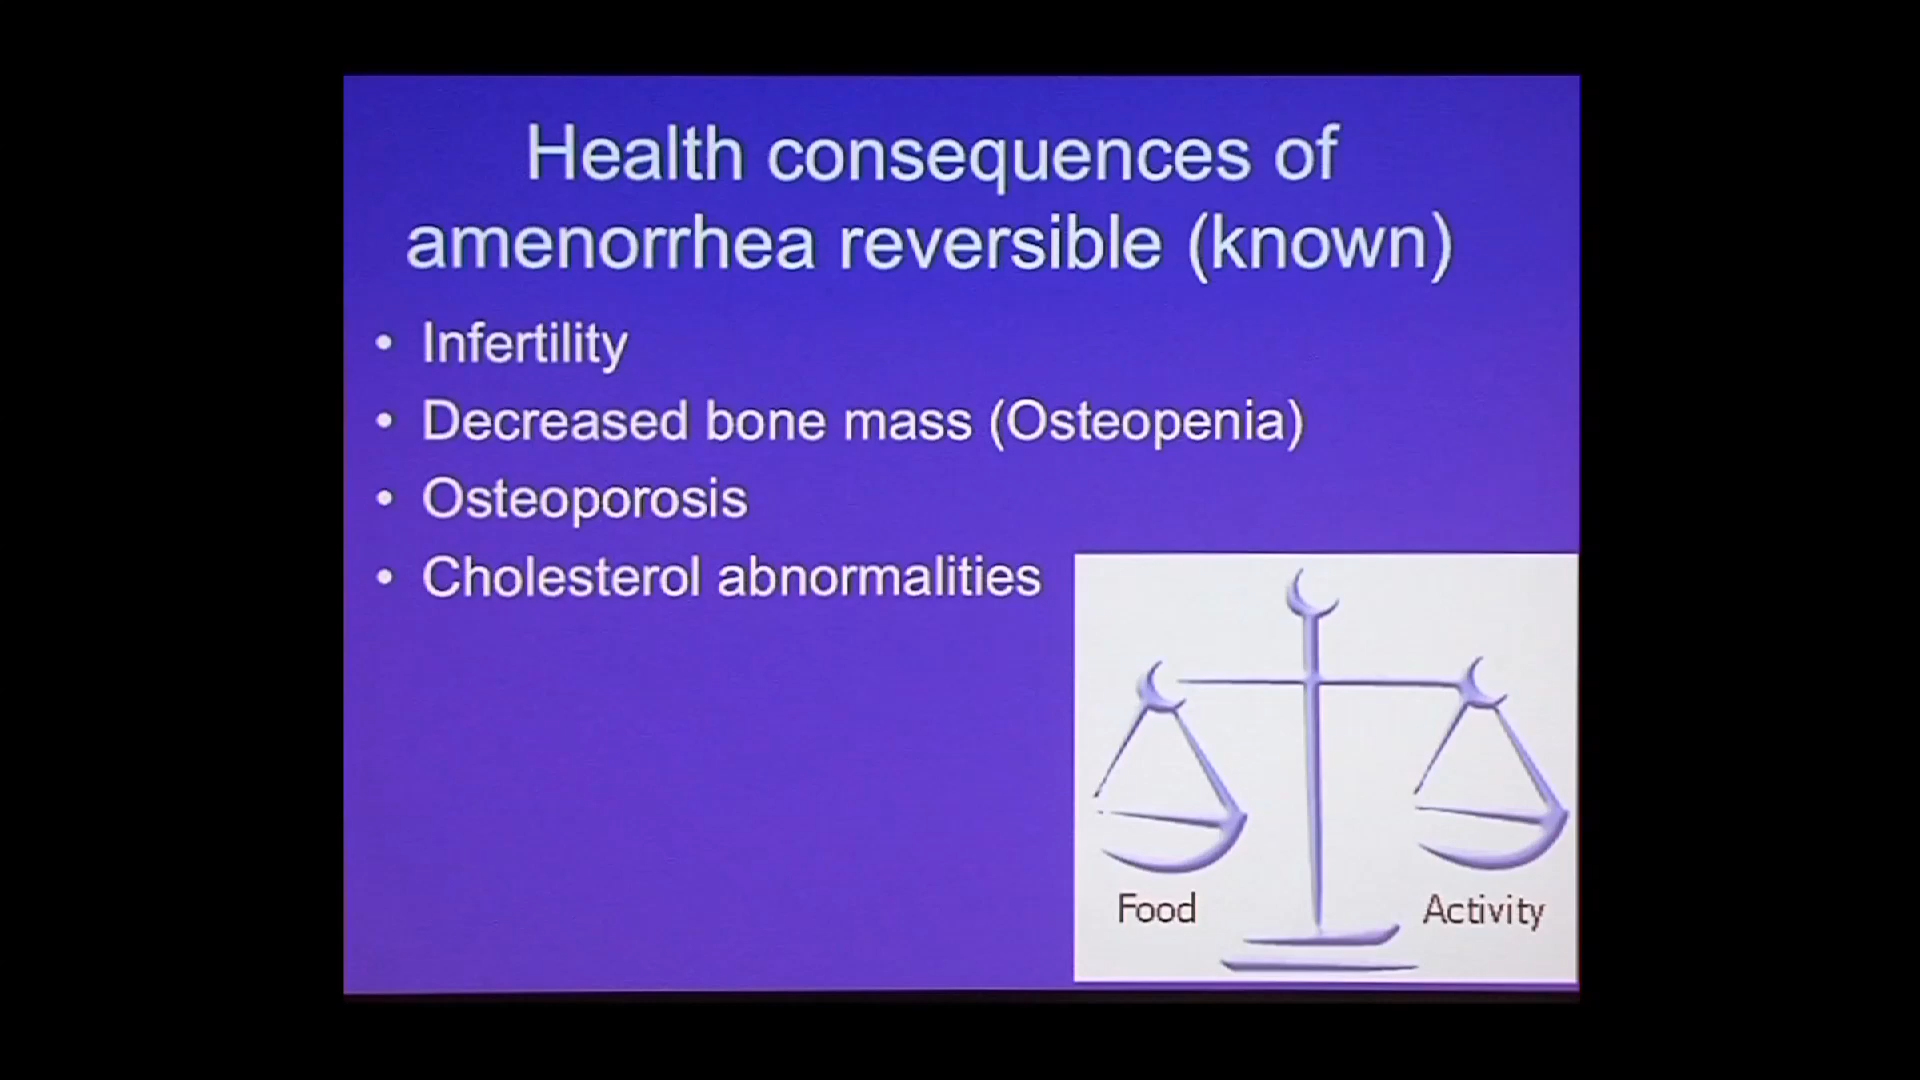 Health consequences of
amenorrhea reversible (known)
• Infertility
• Decreased bone mass (Osteopenia)
• Osteoporosis
• Cholesterol abnormalities
Food
Activity